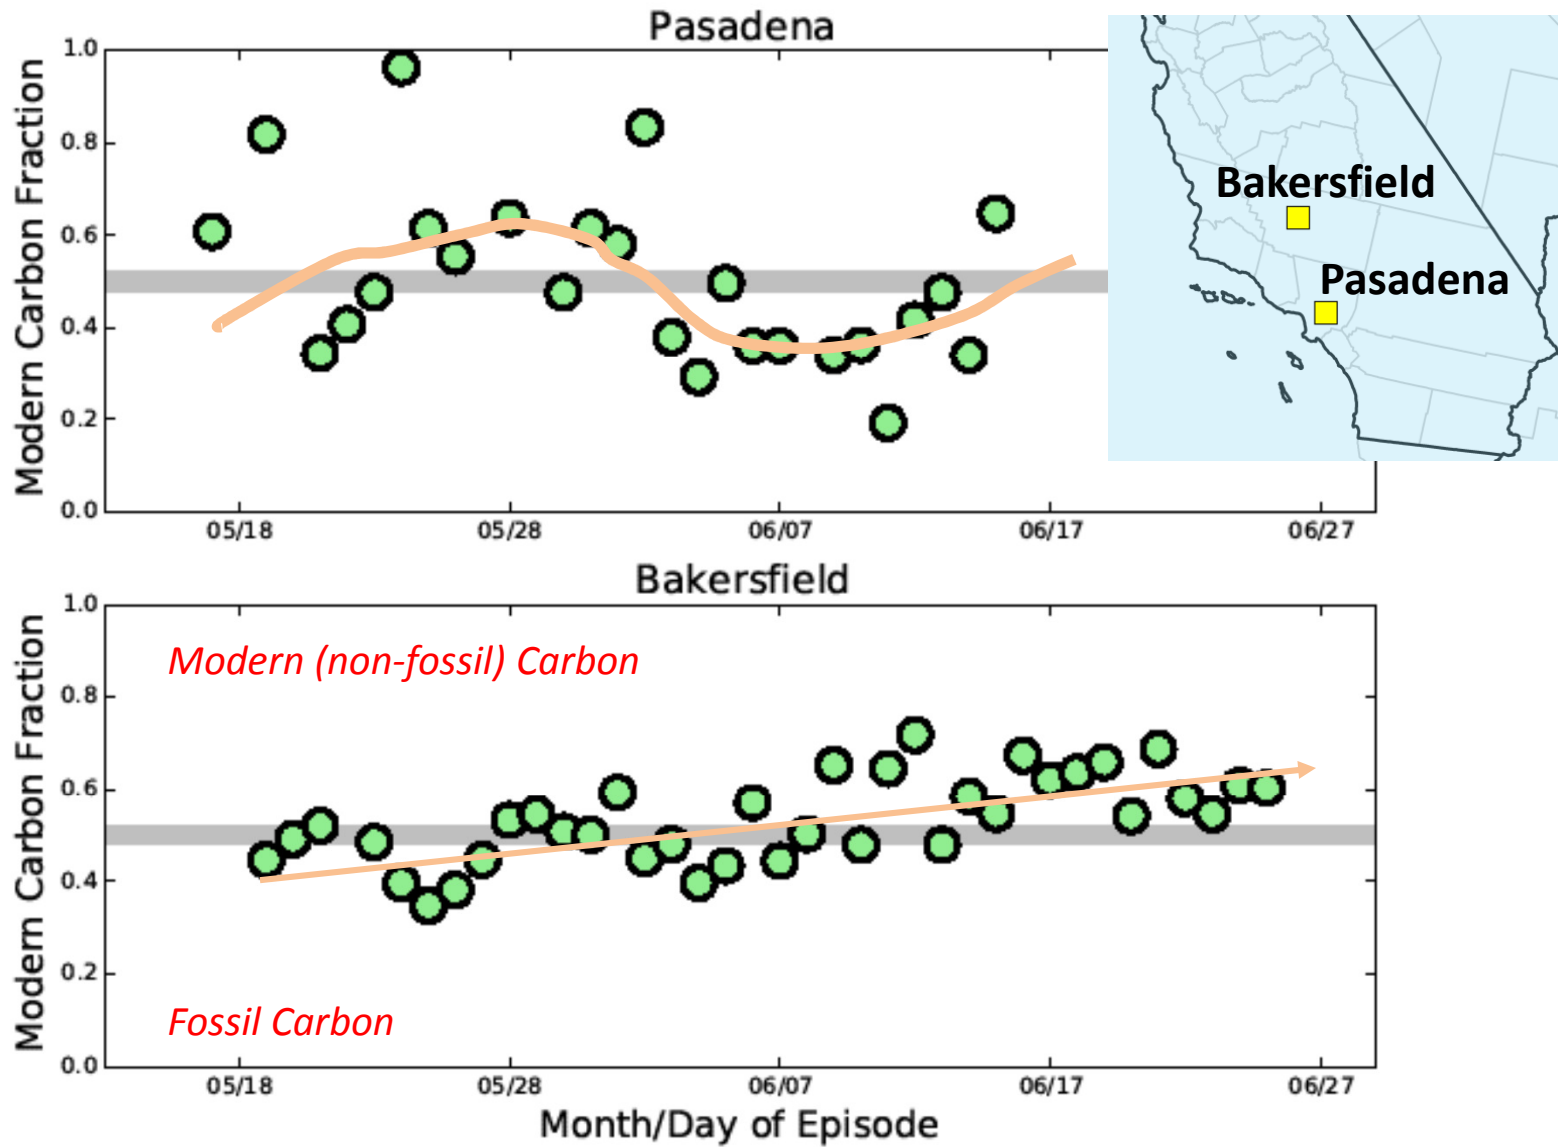 Pasadena
Modern Carbon Fraction
1.0
0.8
0.6
0.4
0.2
0.0
05/18
05/28
06/07
06/17
06/27
Bakersfield
Pasadena
Bakersfield
Modern Carbon Fraction
1.0
0.8
0.6
0.4
0.2
0.0
Modern (non-fossil) Carbon
Fossil Carbon
05/18
05/28
06/07
06/17
06/27
Month/Day of Episode